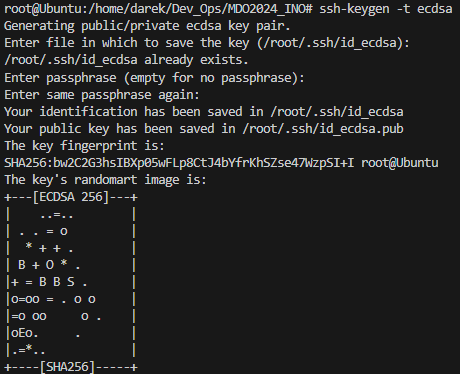 root@Ubuntu:/home/darek/Dev_Ops/MDO2024_INO# ssh-keygen -t ecdsa
Generating public/private ecdsa key pair.
Enter file in which to save the key (/root/.ssh/id_ecdsa):
/root/.ssh/id_ecdsa already exists.
Enter passphrase (empty for no passphrase):
Enter same passphrase again:
Your identification has been saved in /root/.ssh/id_ecdsa
Your public key has been saved in /root/.ssh/id_ecdsa.pub
The key fingerprint is:
SHA256:bw2C2G3hsIBXp05wFLp8CtJ4bYfrKhSZse47WzpSI+I root@Ubuntu
The key's randomart image is:
+---[ECDSA 256]---+
|    ..=..        |
| . . = o         |
|  * + + .        |
| B + O * .       |
|+ = B B S .      |
|o=oo = . o o     |
|=o oo     o .    |
|oEo.     .       |
|.=*..            |
+----[SHA256]-----+